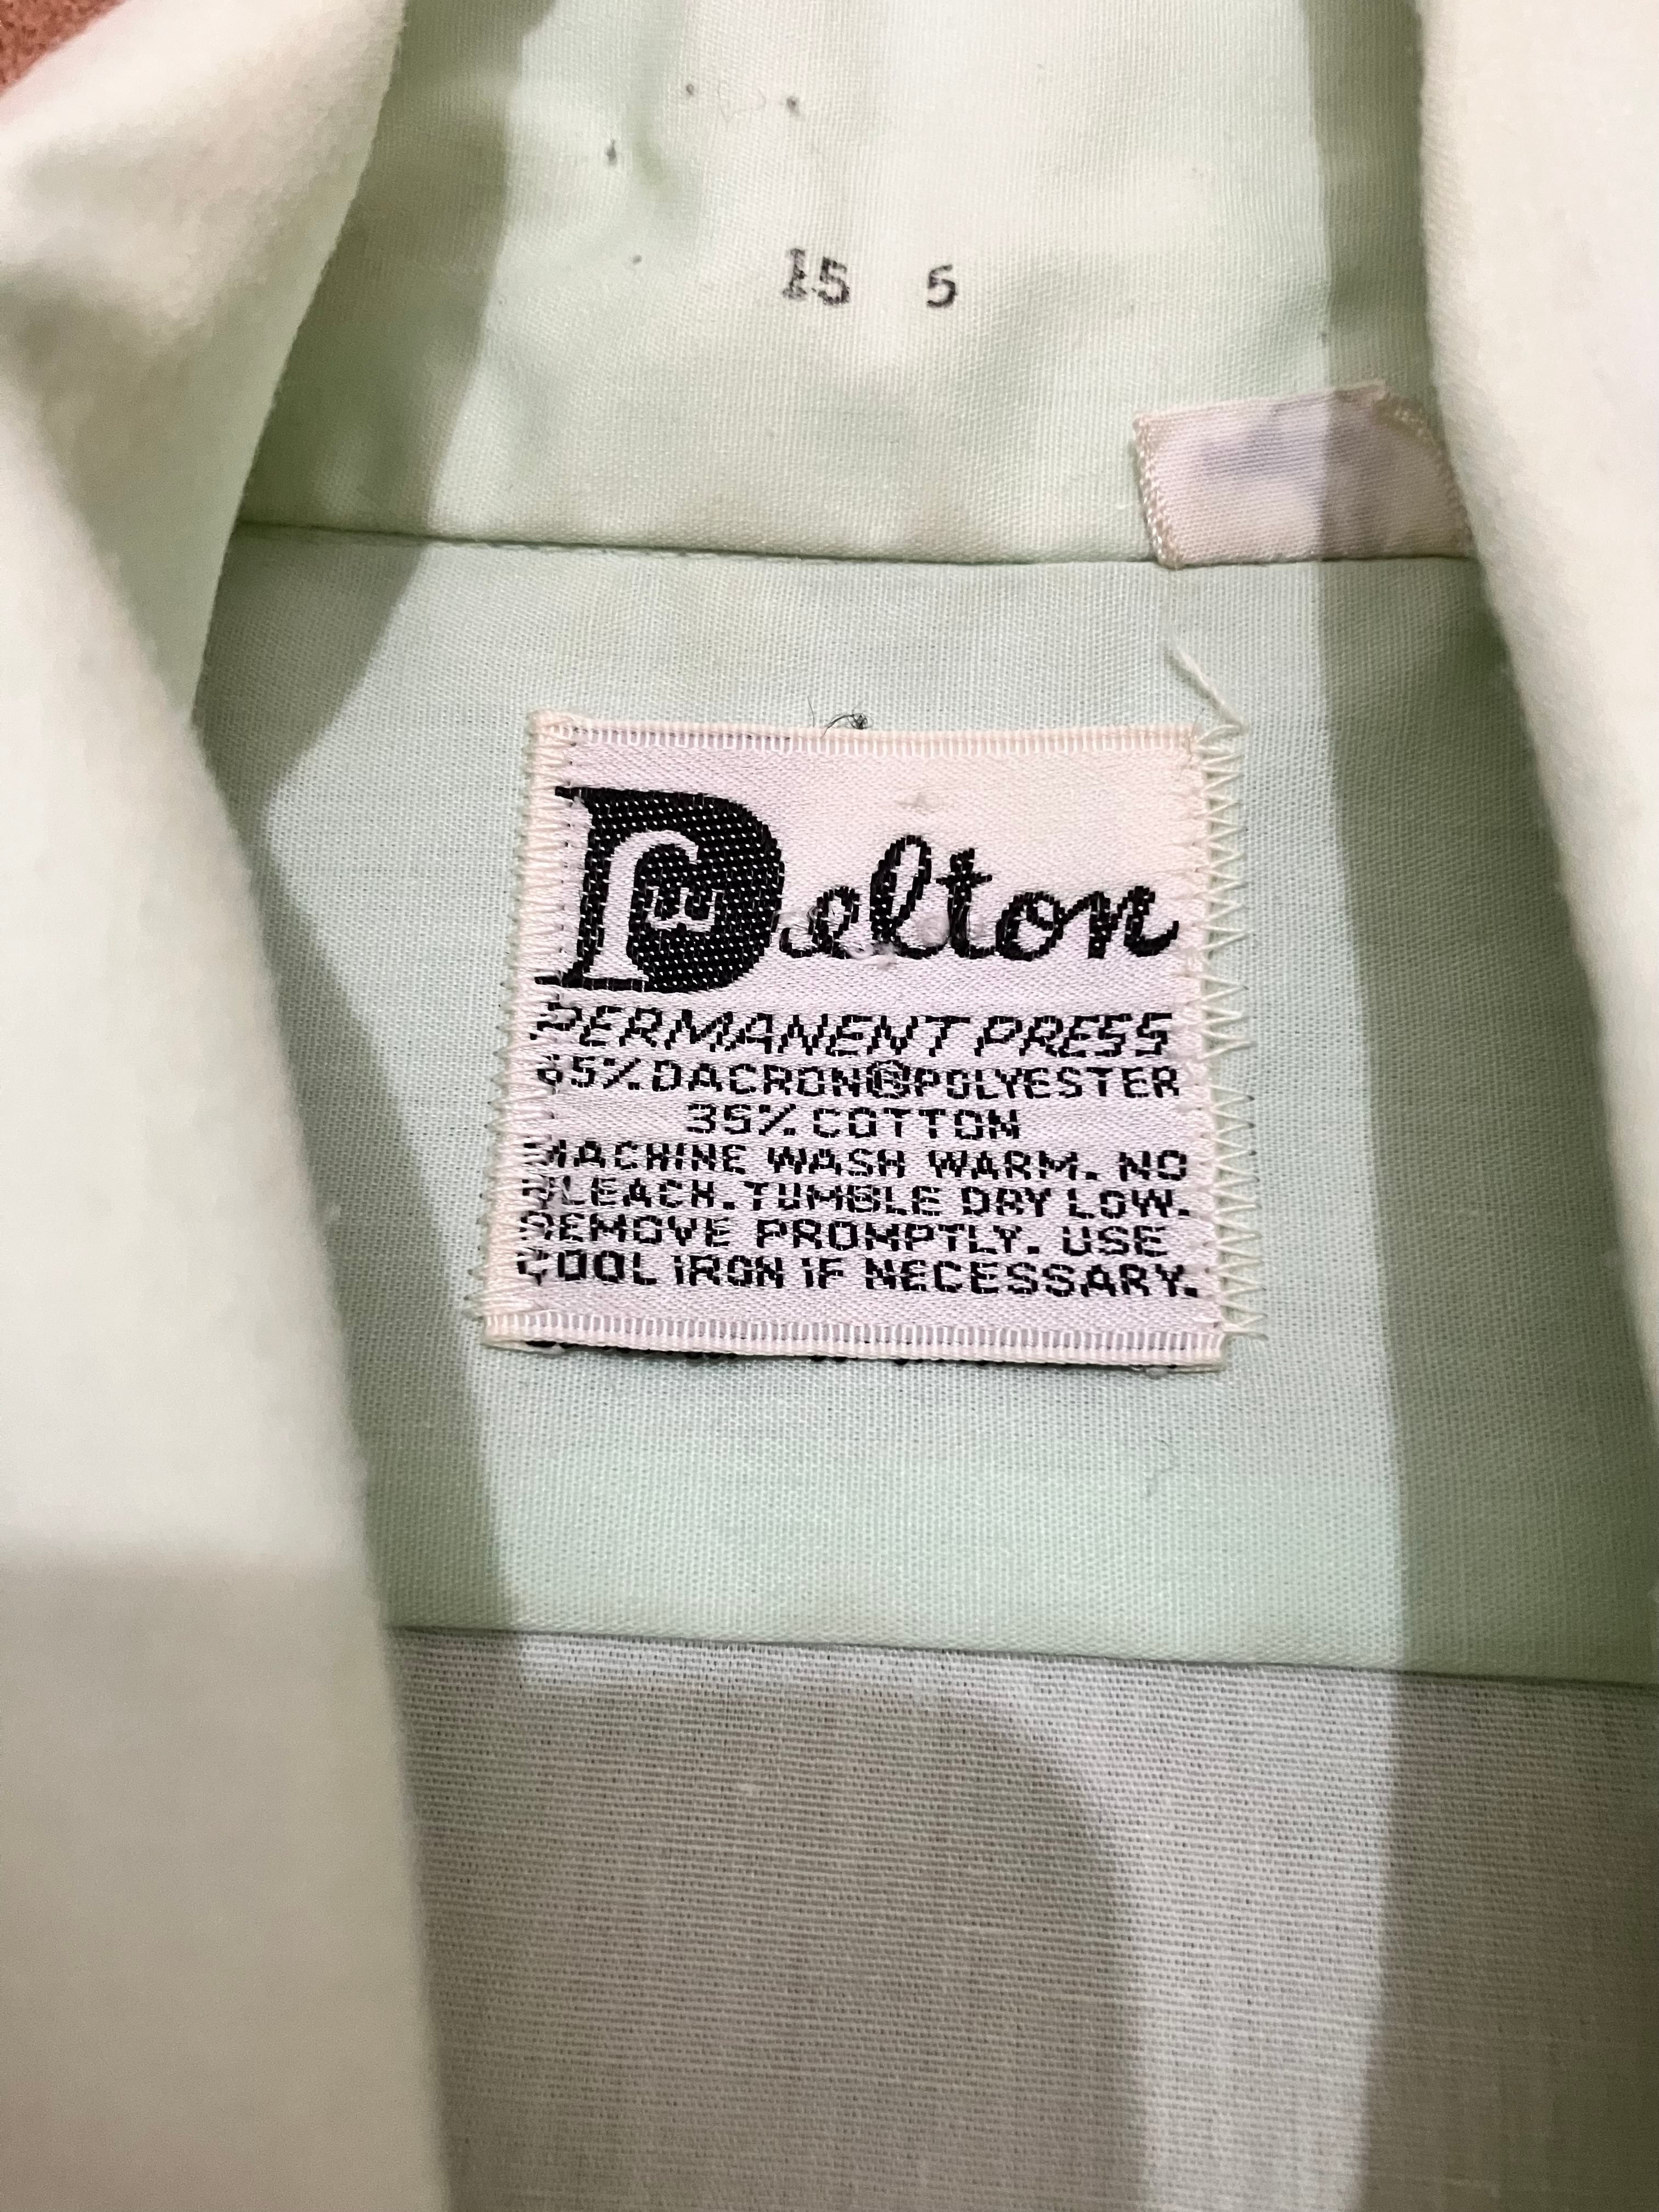 15 5
Delton
PERMANENT PRESS
65% DACRON® POLYESTER
35% COTTON
MACHINE WASH WARM. NO
BLEACH. TUMBLE DRY LOW.
REMOVE PROMPTLY. USE
COOL IRON IF NECESSARY.